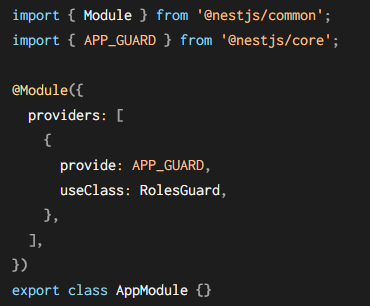 import { Module } from '@nestjs/common';
import { APP_GUARD } from '@nestjs/core';

@Module({
  providers: [
    {
      provide: APP_GUARD,
      useClass: RolesGuard,
    },
  ],
})
export class AppModule {}